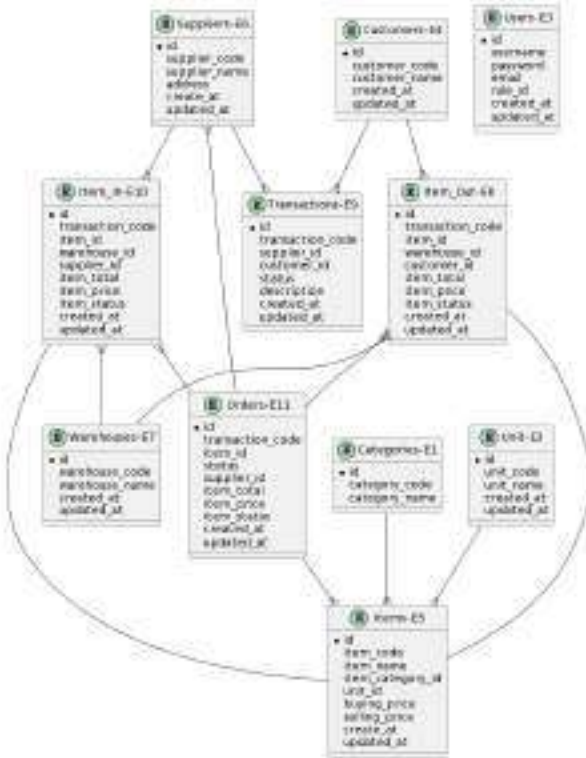 Suppliers-E6
id
supplier_code
supplier_name
address
create_at
updated_at
Customers-E4
id
customer_code
customer_name
created_at
updated_at
Users-E3
id
username
password
email
role_id
created_at
updated_at
Item_In-E10
id
transaction_code
item_id
warehouse_id
supplier_id
item_total
item_price
item_status
created_at
updated_at
Transactions-E9
id
transaction_code
supplier_id
customer_id
status
description
created_at
updated_at
Item_Out-E8
id
transaction_code
item_id
warehouse_id
customer_id
item_total
item_price
item_status
created_at
updated_at
Warehouses-E7
id
warehouse_code
warehouse_name
created_at
updated_at
Orders-E11
id
transaction_code
item_id
status
supplier_id
item_total
item_price
item_status
created_at
updated_at
Categories-E1
id
category_code
category_name
id
unit_code
unit_name
created_at
updated_at
Items-E5
id
item_code
item_name
item_category_id
unit_id
buying_price
selling_price
create_at
updated_at